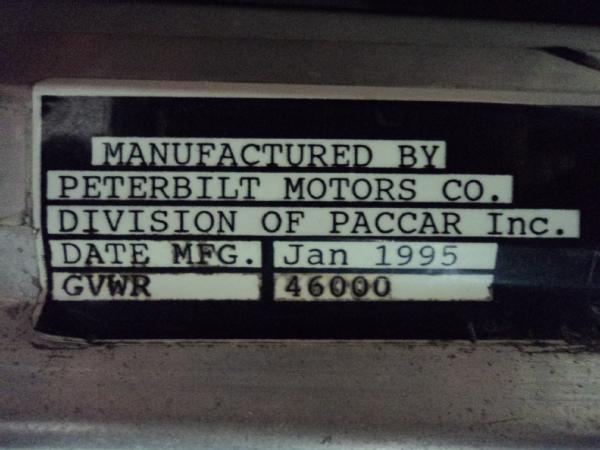 MANUFACTURED BY
PETERBILT MOTORS CO.
DIVISION OF PACCAR Inc.
DATE MFG. Jan 1995
GVWR 46000